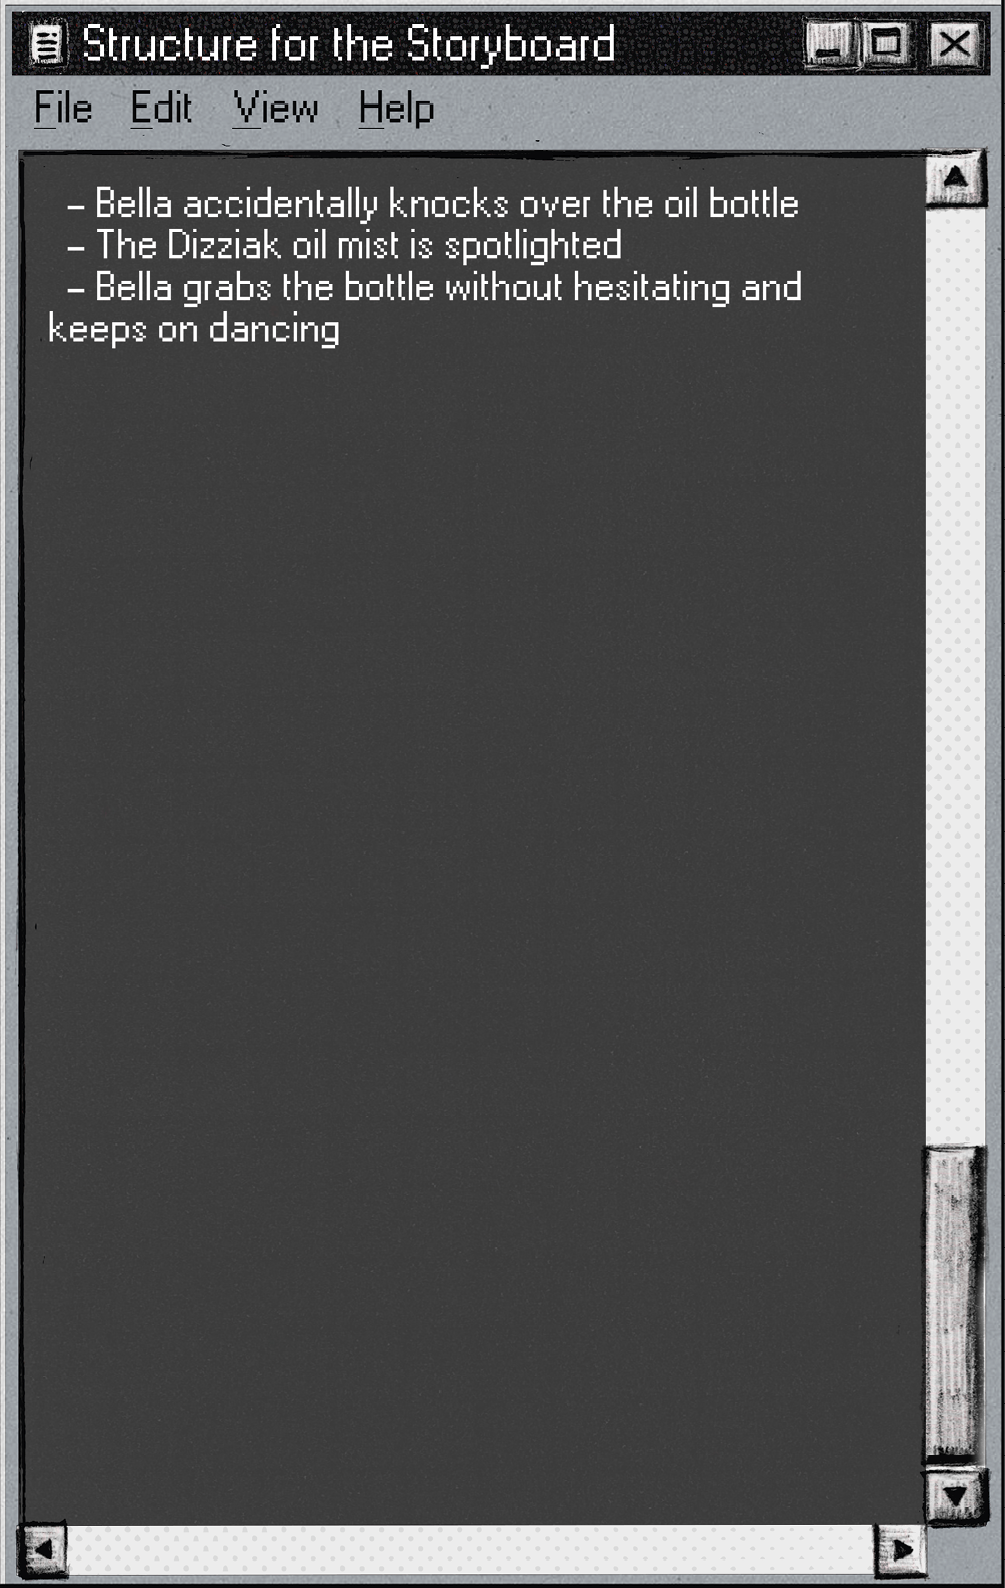 Structure for the Storyboard
File Edit View Help
– Bella accidentally knocks over the oil bottle
– The Dizziak oil mist is spotlighted
– Bella grabs the bottle without hesitating and
keeps on dancing